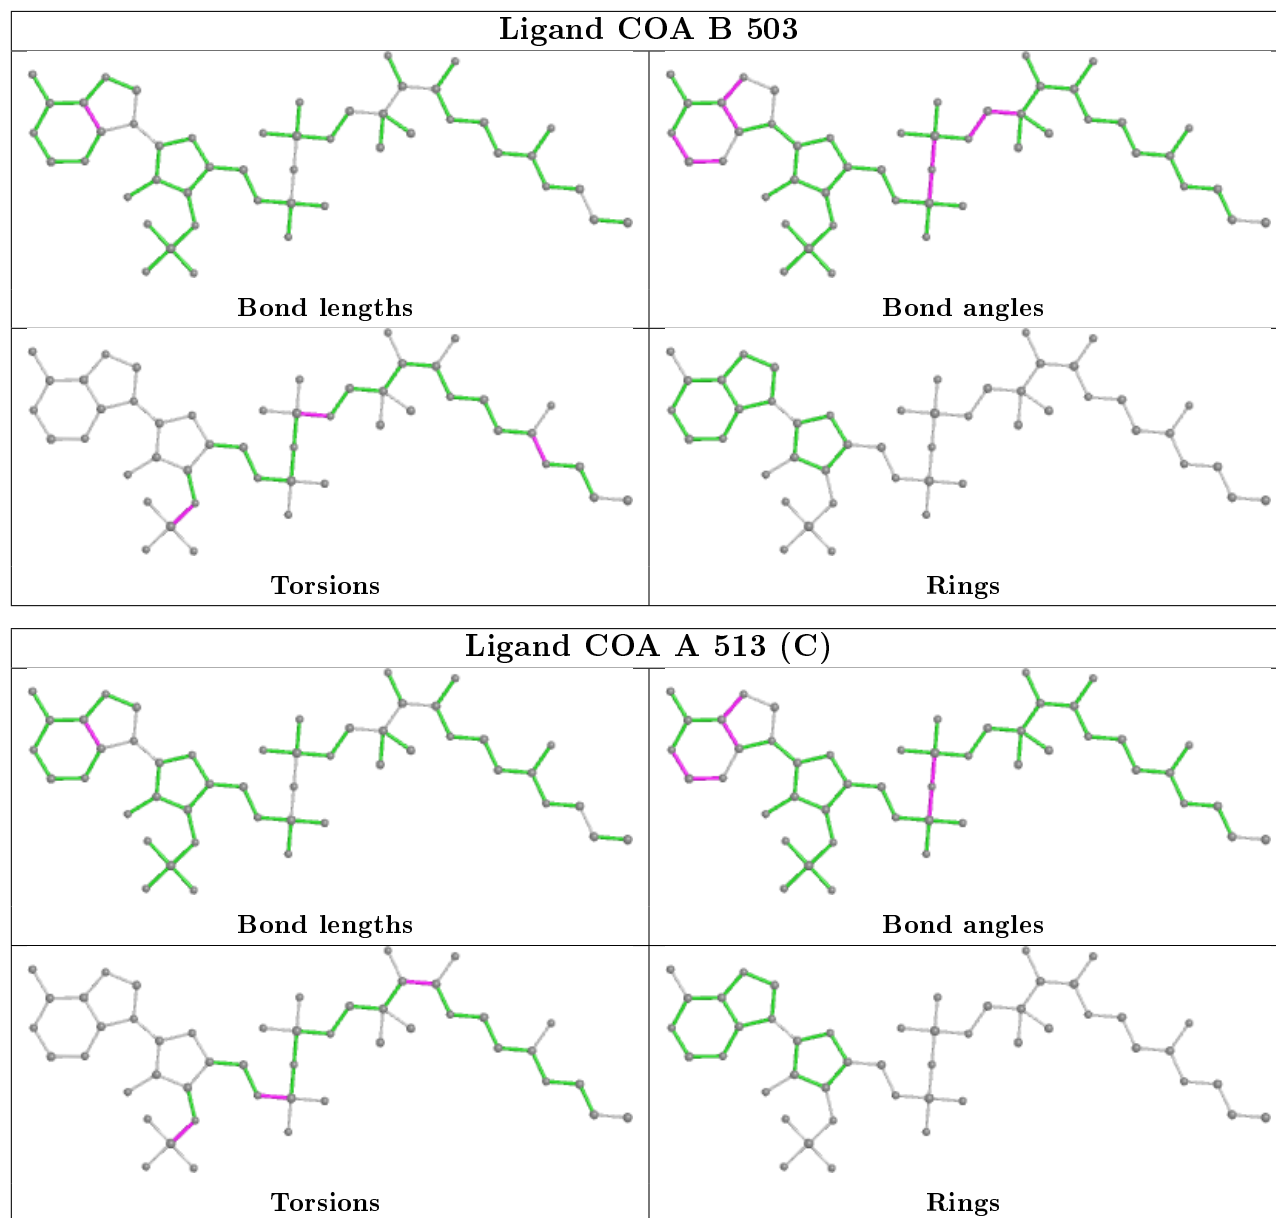 Ligand COA B 503
Bond lengths
Bond angles
Torsions
Rings
Ligand COA A 513 (C)
Bond lengths
Bond angles
Torsions
Rings